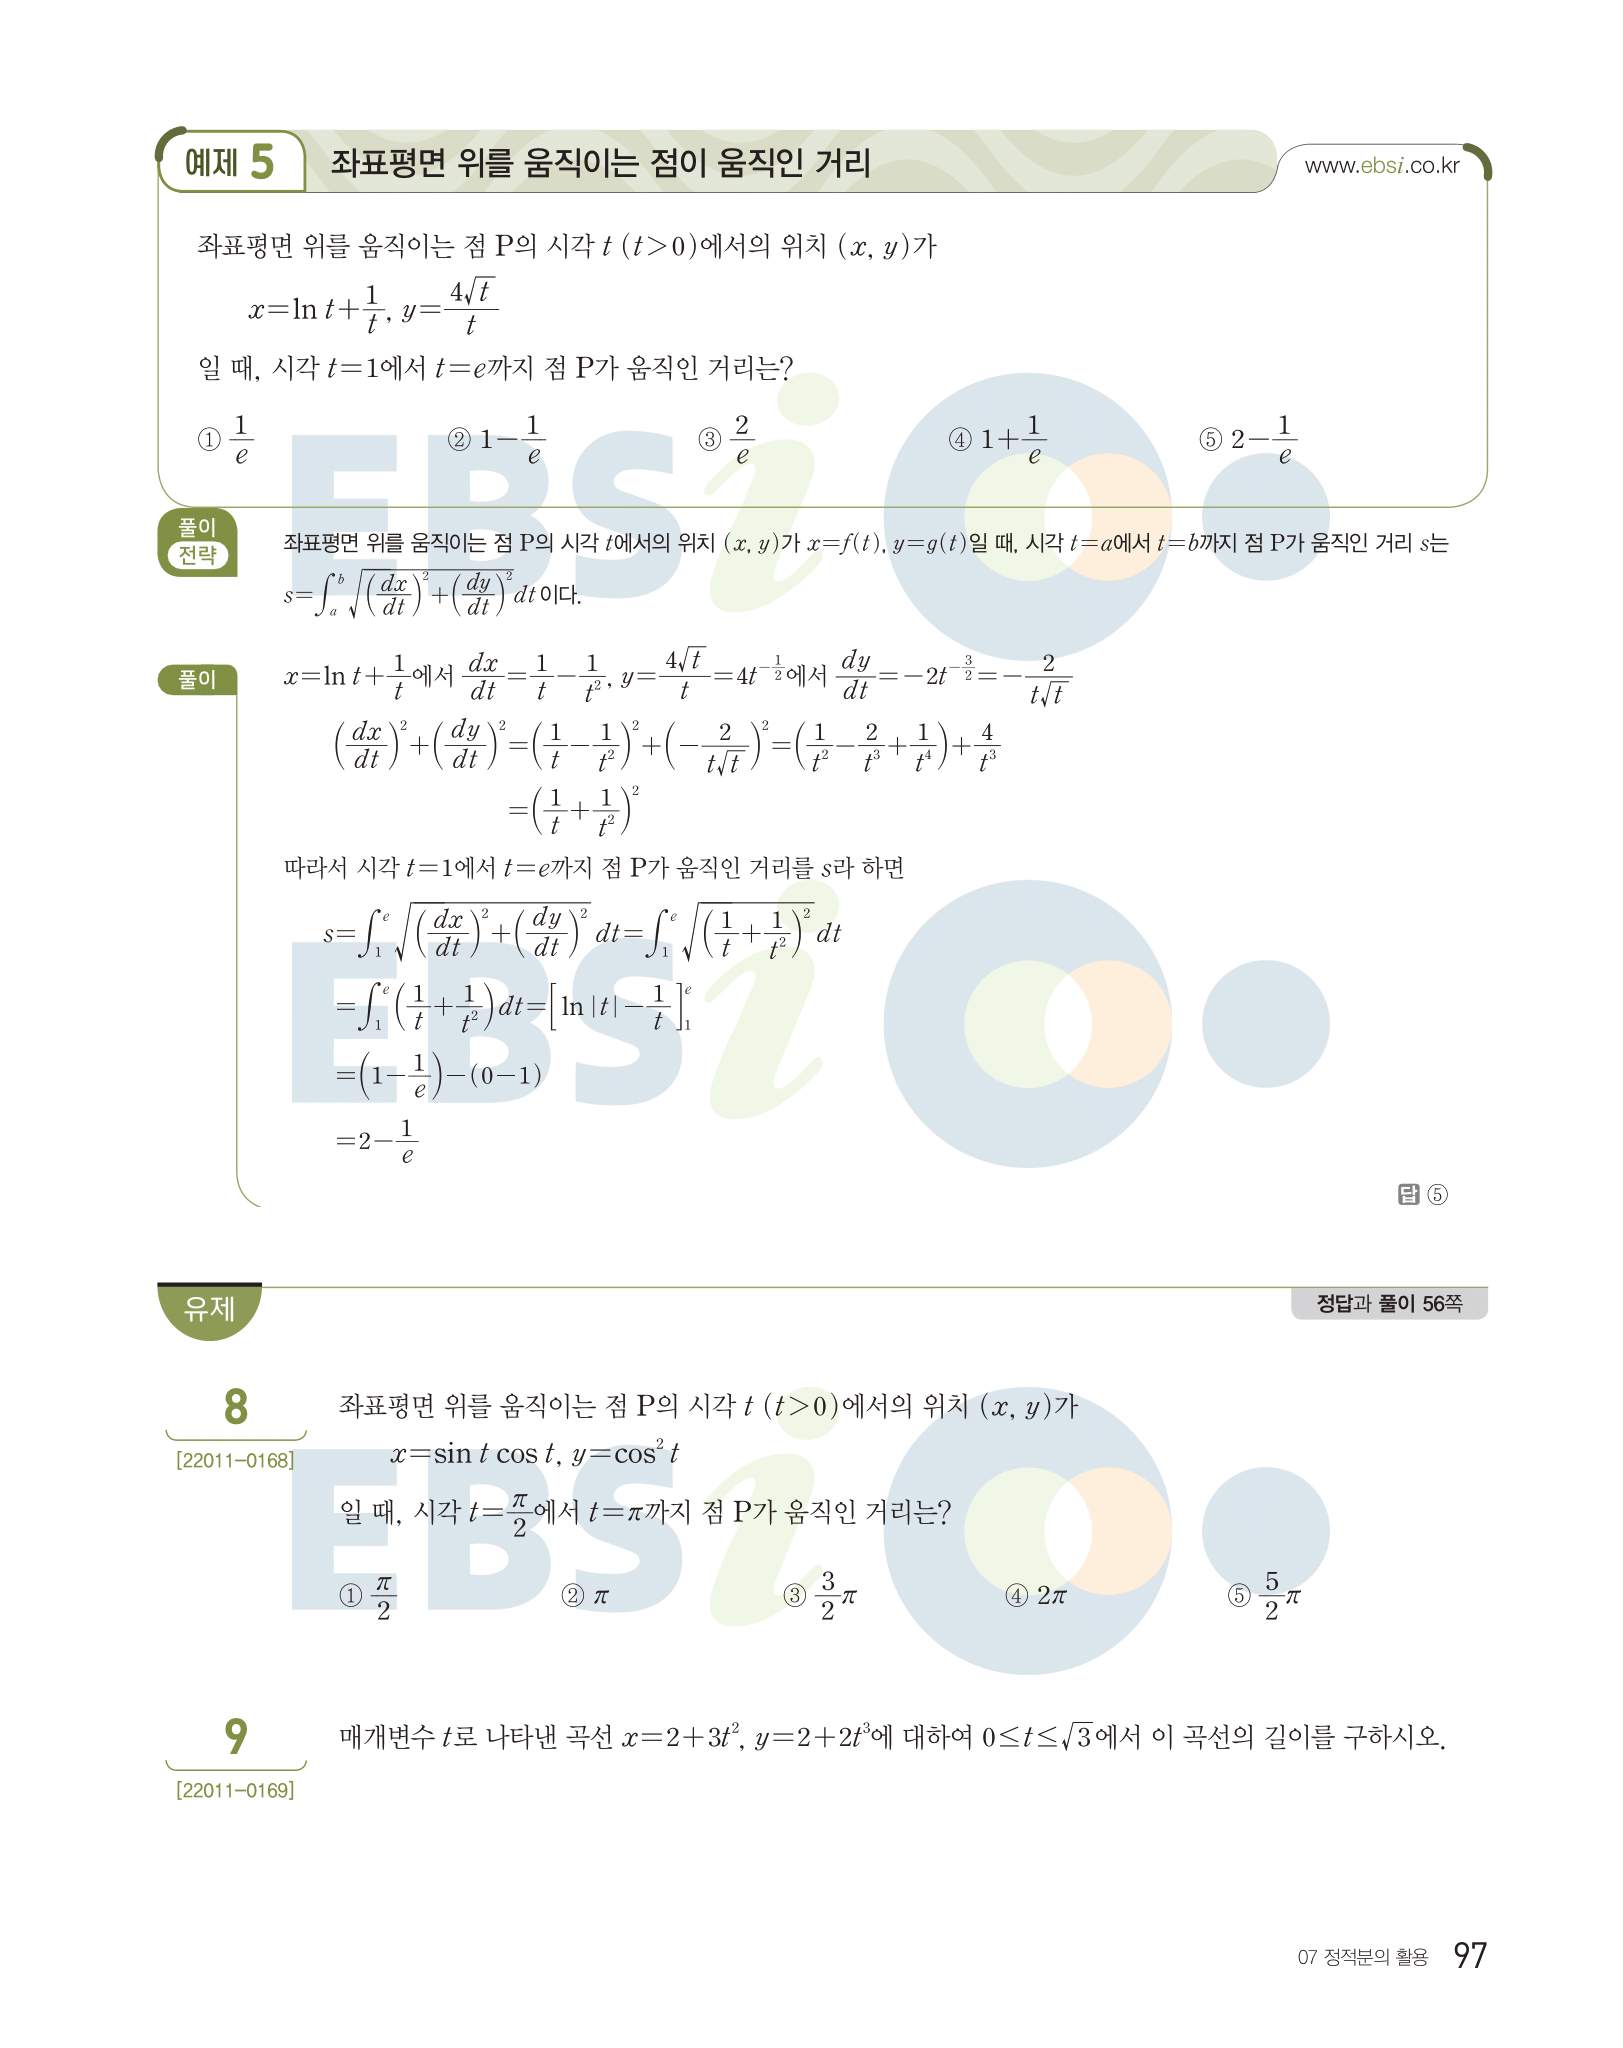 예제 5 좌표평면 위를 움직이는 점이 움직인 거리 www.ebsi.co.kr
좌표평면 위를 움직이는 점 P의 시각 t (t>0)에서의 위치 (x, y)가
x=ln t+\frac{1}{t}, y=\frac{4\sqrt{t}}{t}
일 때, 시각 t=1에서 t=e까지 점 P가 움직인 거리는?
① \frac{1}{e} ② 1-\frac{1}{e} ③ \frac{2}{e} ④ 1+\frac{1}{e} ⑤ 2-\frac{1}{e}
풀이
전략
좌표평면 위를 움직이는 점 P의 시각 t에서의 위치 (x, y)가 x=f(t), y=g(t)일 때, 시각 t=a에서 t=b까지 점 P가 움직인 거리 s는
s=\int_{a}^{b}\sqrt{\left(\frac{dx}{dt}\right)^2+\left(\frac{dy}{dt}\right)^2}dt 이다.
풀이
x=ln t+\frac{1}{t}에서 \frac{dx}{dt}=\frac{1}{t}-\frac{1}{t^2}, y=\frac{4\sqrt{t}}{t}=4t^{-\frac{1}{2}}에서 \frac{dy}{dt}=-2t^{-\frac{3}{2}}=-\frac{2}{t\sqrt{t}}
\left(\frac{dx}{dt}\right)^2+\left(\frac{dy}{dt}\right)^2=\left(\frac{1}{t}-\frac{1}{t^2}\right)^2+\left(-\frac{2}{t\sqrt{t}}\right)^2=\left(\frac{1}{t^2}-\frac{2}{t^3}+\frac{1}{t^4}\right)+\frac{4}{t^3}
=\left(\frac{1}{t}+\frac{1}{t^2}\right)^2
따라서 시각 t=1에서 t=e까지 점 P가 움직인 거리를 s라 하면
s=\int_{1}^{e}\sqrt{\left(\frac{dx}{dt}\right)^2+\left(\frac{dy}{dt}\right)^2}dt=\int_{1}^{e}\sqrt{\left(\frac{1}{t}+\frac{1}{t^2}\right)^2}dt
=\int_{1}^{e}\left(\frac{1}{t}+\frac{1}{t^2}\right)dt=\left[ln |t|-\frac{1}{t}\right]_{1}^{e}
=\left(1-\frac{1}{e}\right)-(0-1)
=2-\frac{1}{e}
답 ⑤
유제
정답과 풀이 56쪽
8
[22011-0168]
좌표평면 위를 움직이는 점 P의 시각 t (t>0)에서의 위치 (x, y)가
x=sin t cos t, y=cos^2 t
일 때, 시각 t=\frac{π}{2}에서 t=π까지 점 P가 움직인 거리는?
① \frac{π}{2} ② π ③ \frac{3}{2}π ④ 2π ⑤ \frac{5}{2}π
9
[22011-0169]
매개변수 t로 나타낸 곡선 x=2+3t^2, y=2+2t^3에 대하여 0≤t≤\sqrt{3}에서 이 곡선의 길이를 구하시오.
07 정적분의 활용 97
EBSi
EBSi
EBSi